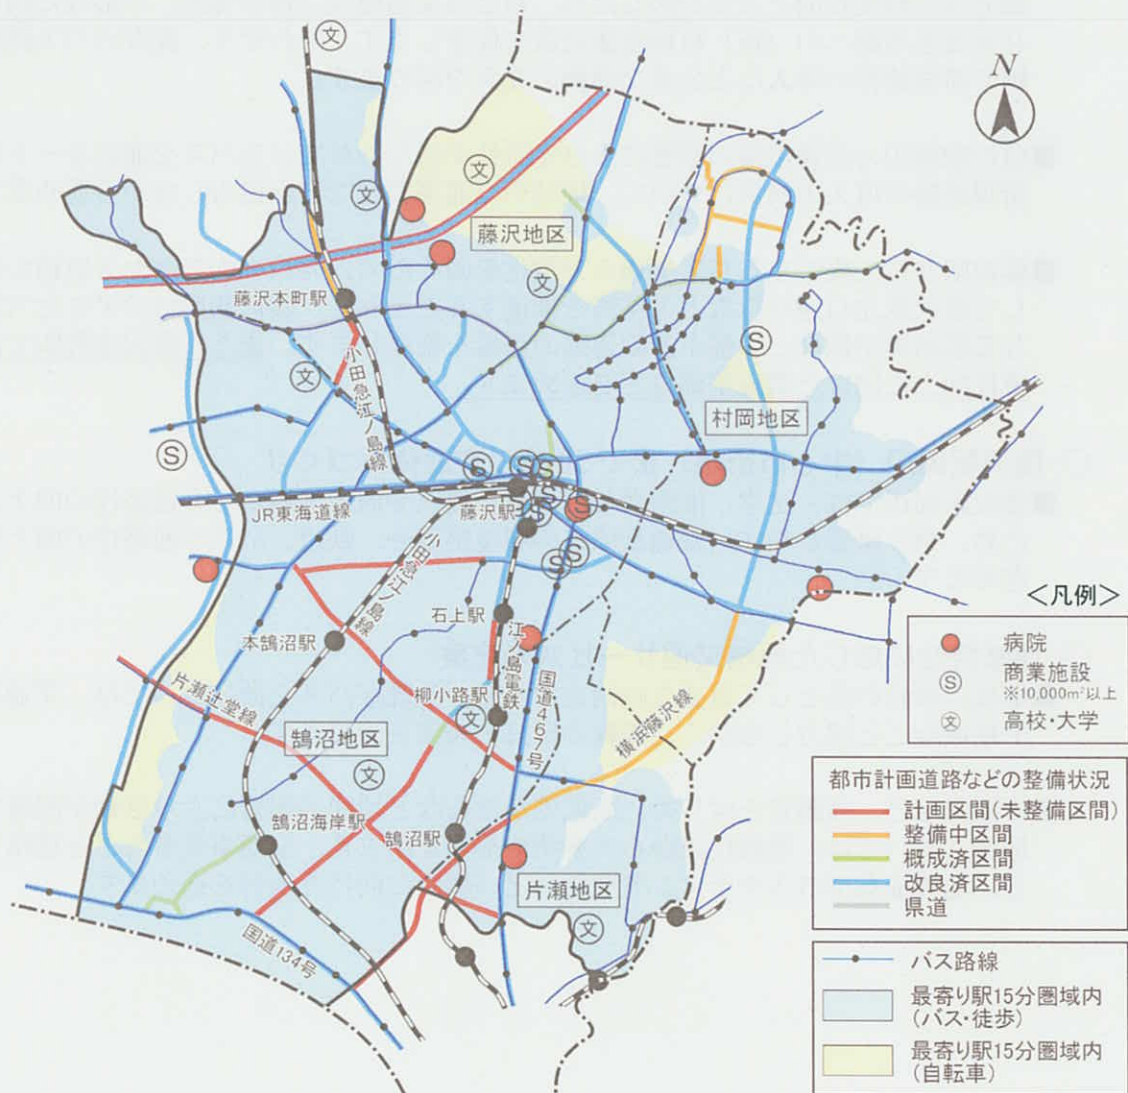 文
N
文
文
藤沢地区
文
藤沢本町駅
S
文
小田急江ノ島線
村岡地区
S
S
S
S
JR東海道線
藤沢駅
S
S
S
S
S
小田急江ノ島線
石上駅
<凡例>
本鵠沼駅
江ノ島電鉄
国道467号
病院
S 商業施設
※10,000m²以上
文 高校・大学
片瀬辻堂線
柳小路駅
文
横浜藤沢線
鵠沼地区
文
鵠沼海岸駅
鵠沼駅
片瀬地区
文
国道134号
都市計画道路などの整備状況
計画区間(未整備区間)
整備中区間
概成済区間
改良済区間
県道
バス路線
最寄り駅15分圏域内
(バス・徒歩)
最寄り駅15分圏域内
(自転車)